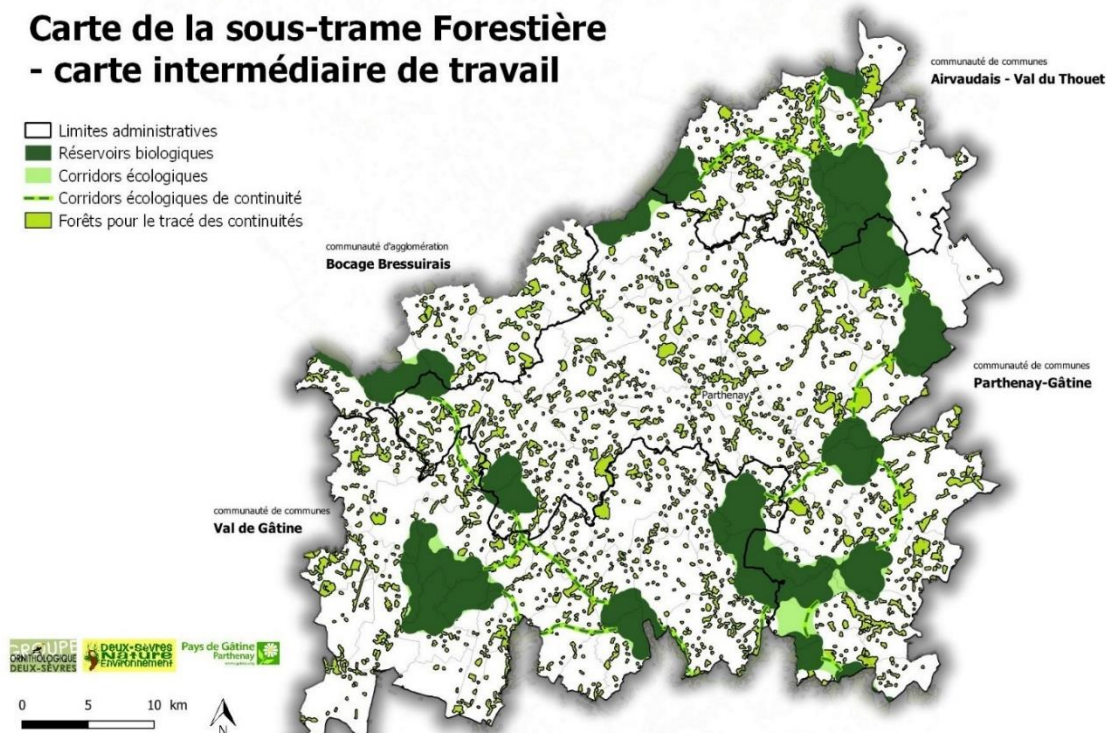 Carte de la sous-trame Forestière
- carte intermédiaire de travail
Limites administratives
Réservoirs biologiques
Corridors écologiques
Corridors écologiques de continuité
Forêts pour le tracé des continuités
communauté de communes
Airvaudais - Val du Thouet
communauté d'agglomération
Bocage Bressuirais
communauté de communes
Parthenay-Gâtine
Parthenay
communauté de communes
Val de Gâtine
GROUPE
ORNITHOLOGIQUE
DEUX-SÈVRES
DEUX-SèVRES
Nature
Environnement
Pays de Gâtine
Parthenay
0 5 10 km
N